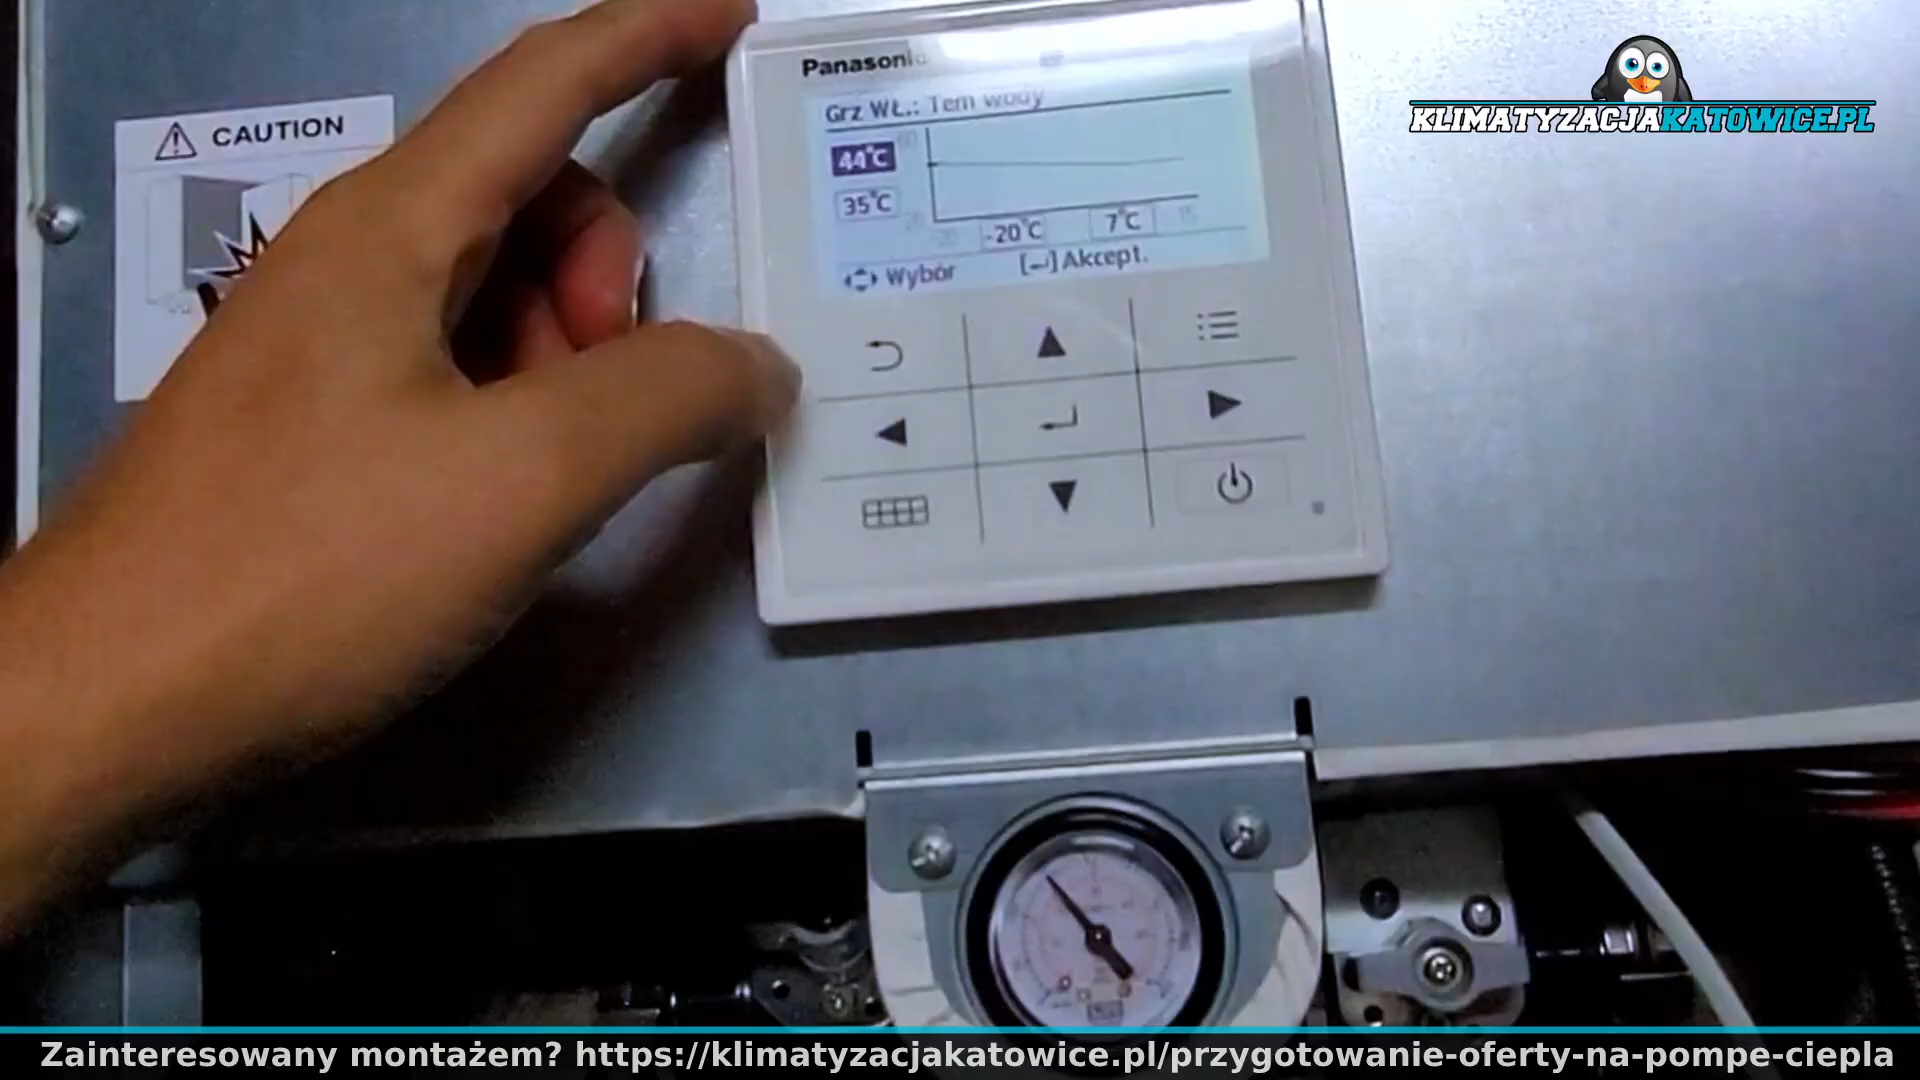 Panasonic
KLIMATYZACJAKATOWICE.PL
CAUTION
Grz WŁ.: Tem wody
44°C
35°C
-20°C
7°C
15
Wybór
[↵] Akcept.
Zainteresowany montażem? https://klimatyzacjakatowice.pl/przygotowanie-oferty-na-pompe-ciepla